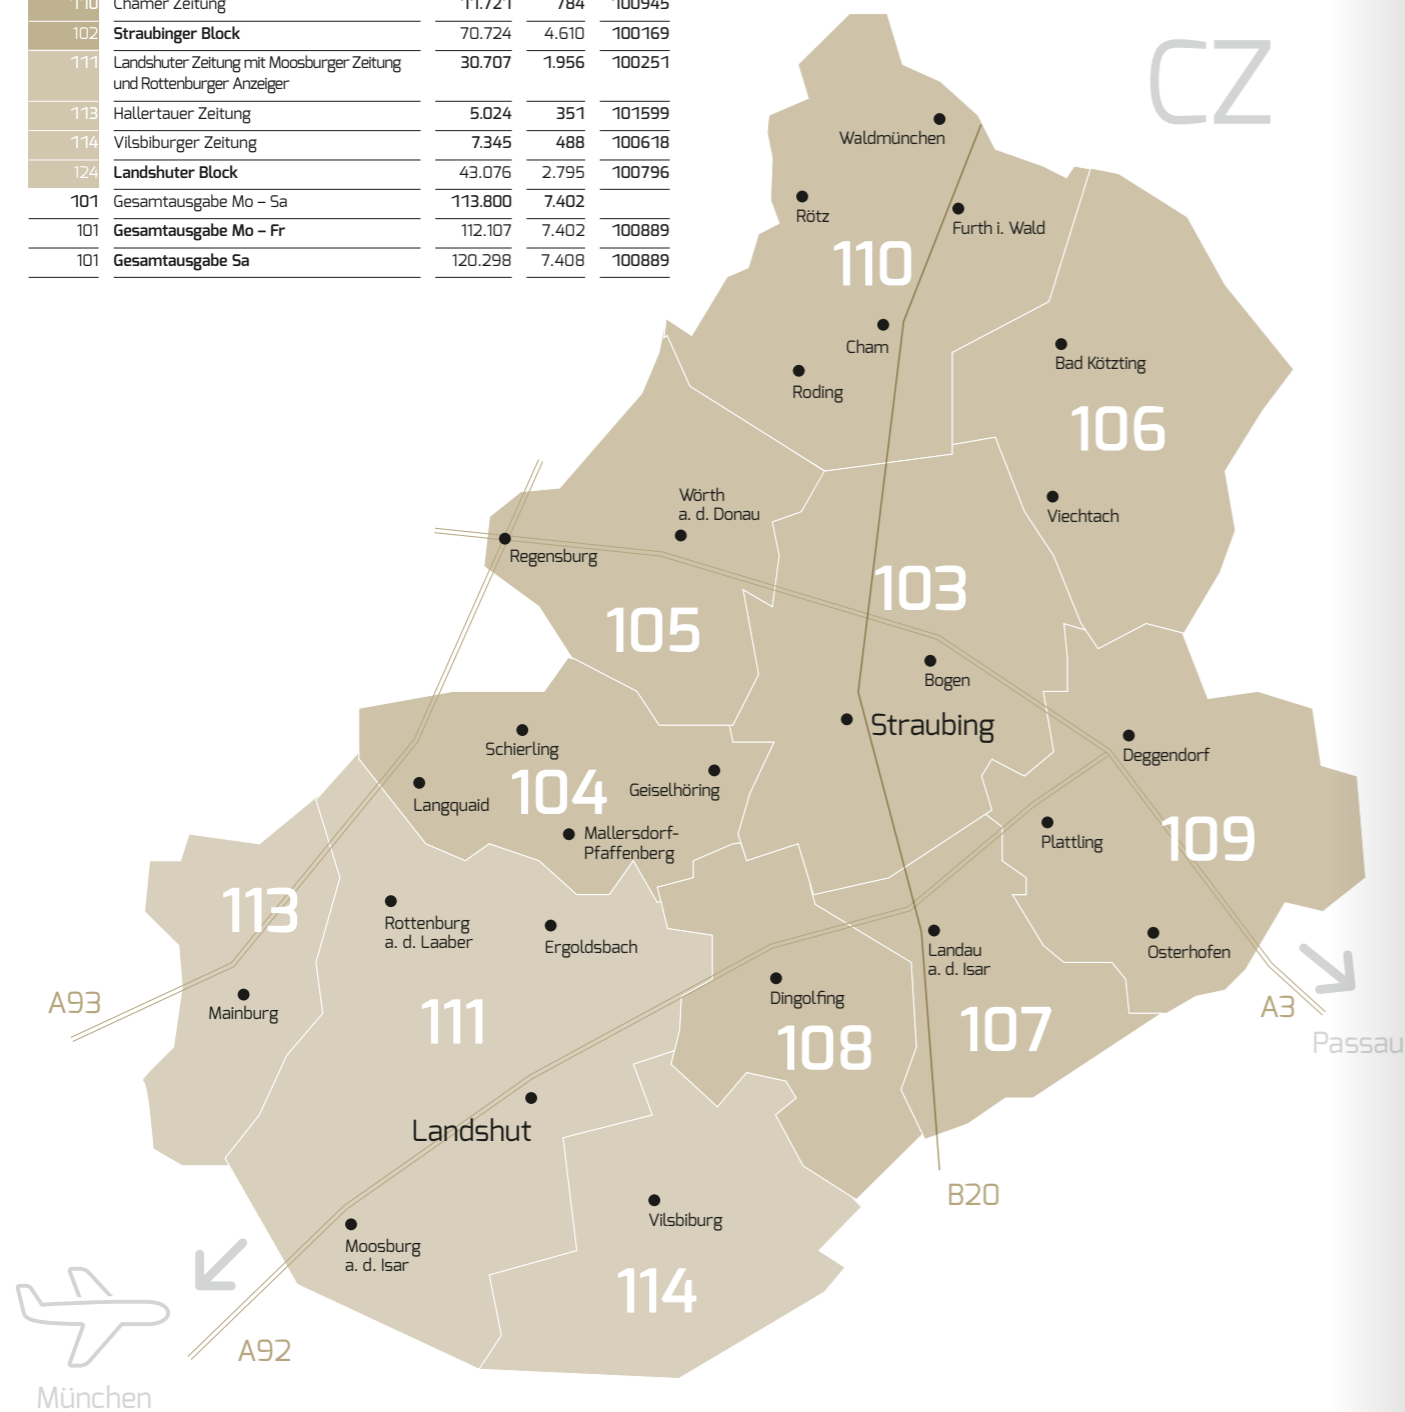 110 Chamer Zeitung 11.721 784 100945
102 Straubinger Block 70.724 4.610 100169
111 Landshuter Zeitung mit Moosburger Zeitung 30.707 1.956 100251
und Rottenburger Anzeiger
113 Hallertauer Zeitung 5.024 351 101599
114 Vilsbiburger Zeitung 7.345 488 100618
124 Landshuter Block 43.076 2.795 100796
101 Gesamtausgabe Mo – Sa 113.800 7.402
101 Gesamtausgabe Mo – Fr 112.107 7.402 100889
101 Gesamtausgabe Sa 120.298 7.408 100889
CZ
Waldmünchen
Rötz
Furth i. Wald
110
Cham
Roding
Bad Kötzting
106
Viechtach
Wörth
a. d. Donau
Regensburg
105
103
Bogen
Straubing
Deggendorf
Schierling
104
Langquaid
Geiselhöring
Mallersdorf-
Pfaffenberg
Plattling
109
113
Rottenburg
a. d. Laaber
Ergoldsbach
Landau
a. d. Isar
Osterhofen
A93
Mainburg
111
Dingolfing
108
107
A3
Passau
Landshut
B20
Vilsbiburg
Moosburg
a. d. Isar
114
A92
München